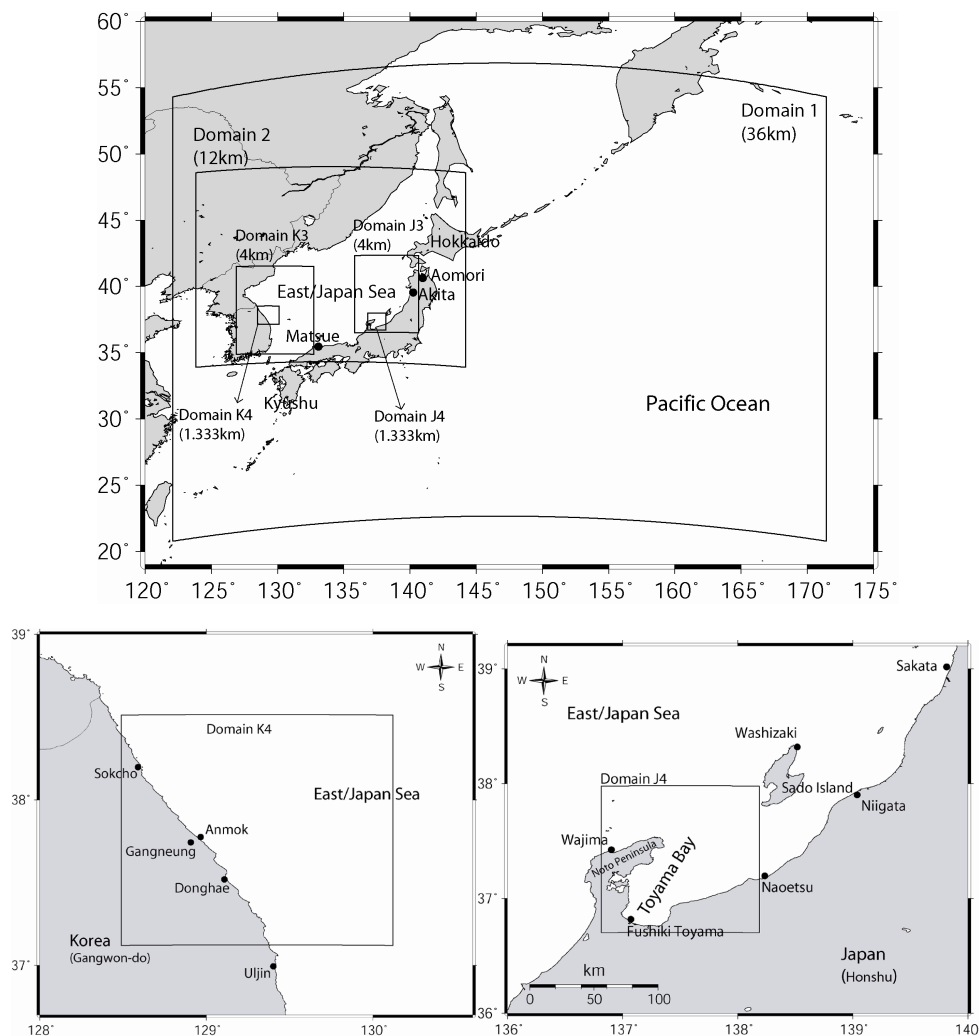 60°
55°
50°
45°
40°
35°
30°
25°
20°
120° 125° 130° 135° 140° 145° 150° 155° 160° 165° 170° 175°
Domain 1
(36km)
Domain 2
(12km)
Domain K3
(4km)
Domain J3
(4km)
Hokkaido
Aomori
Akita
East/Japan Sea
Matsue
Kyushu
Domain K4
(1.333km)
Domain J4
(1.333km)
Pacific Ocean
39°
38°
37°
128° 129° 130°
N
W E
S
Domain K4
Sokcho
East/Japan Sea
Anmok
Gangneung
Donghae
Korea
(Gangwon-do)
Uljin
39°
38°
37°
36°
136° 137° 138° 139° 140
N
W E
S
Sakata
East/Japan Sea
Washizaki
Domain J4
Sado Island
Niigata
Wajima
Noto Peninsula
Toyama Bay
Naoetsu
Fushiki Toyama
Japan
(Honshu)
km
0 50 100